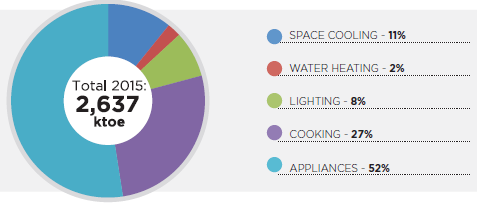 Total 2015:
2,637
ktoe
SPACE COOLING - 11%
WATER HEATING - 2%
LIGHTING - 8%
COOKING - 27%
APPLIANCES - 52%